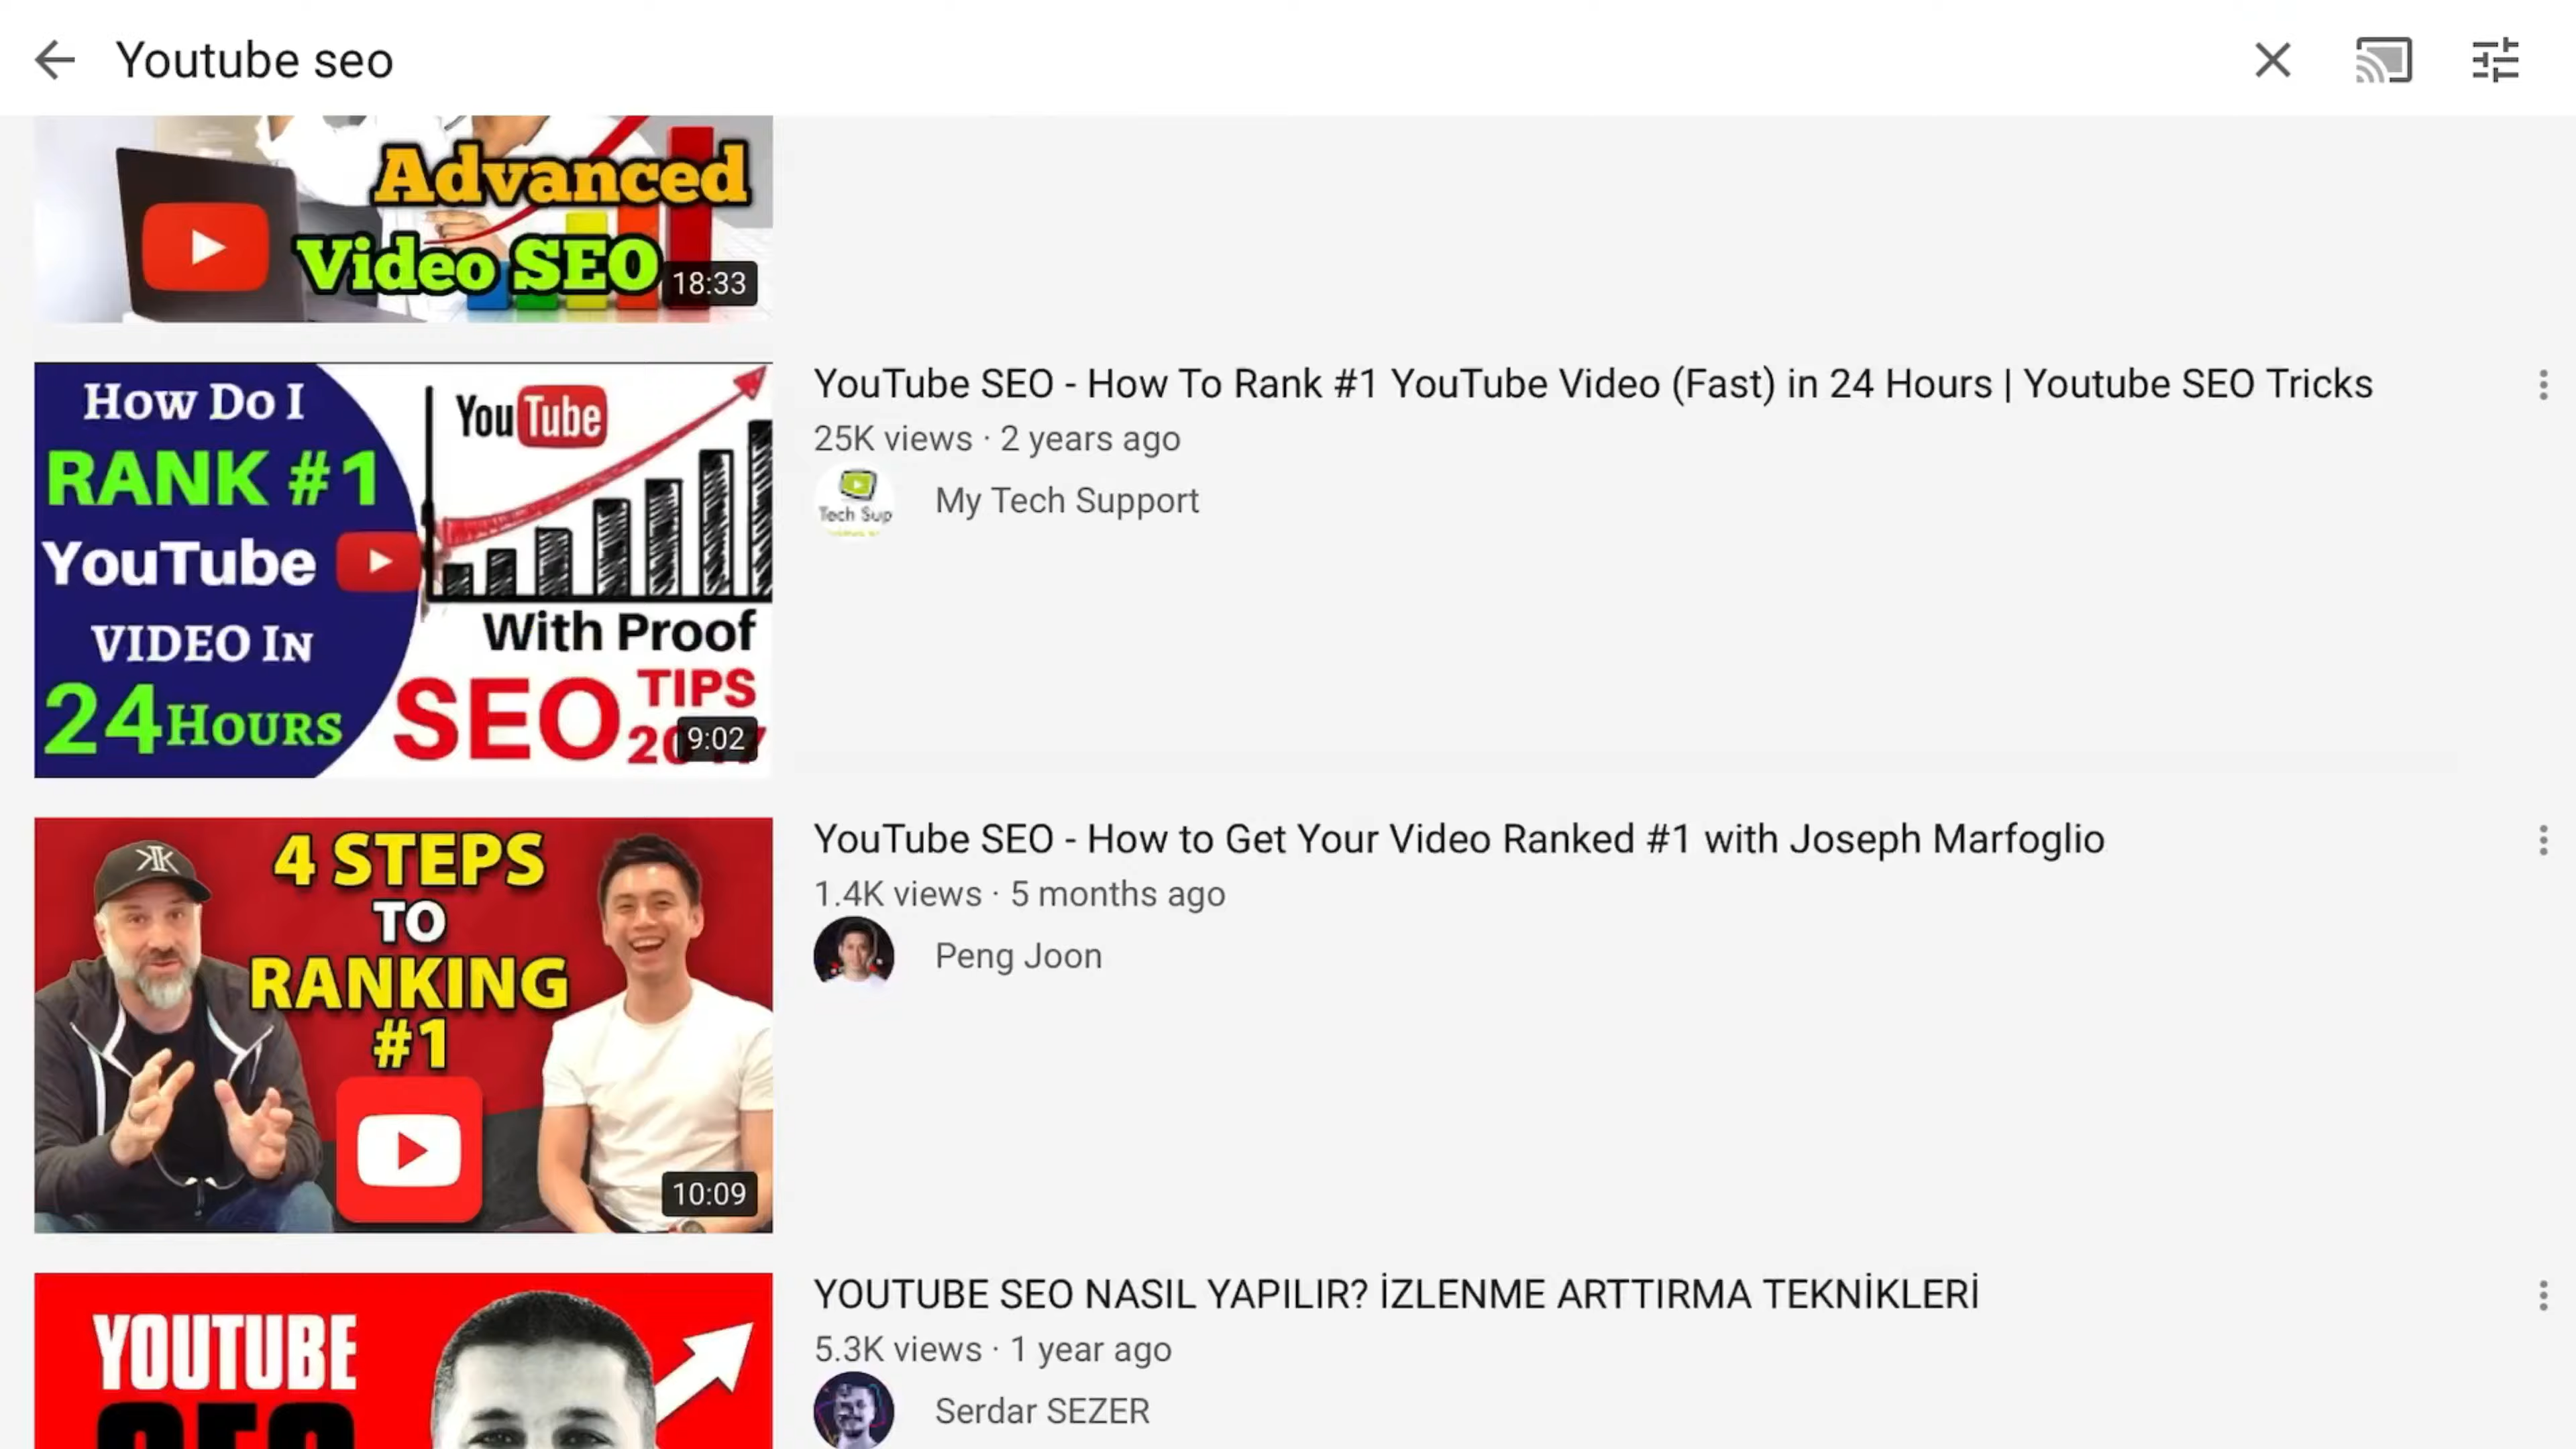 Youtube seo
Advanced
Video SEO
18:33
How Do I
RANK #1
YouTube
VIDEO IN
24 HOURS
YouTube
With Proof
SEO TIPS
9:02
YouTube SEO - How To Rank #1 YouTube Video (Fast) in 24 Hours | Youtube SEO Tricks
25K views · 2 years ago
Tech Sup
My Tech Support
4 STEPS
TO
RANKING
#1
10:09
YouTube SEO - How to Get Your Video Ranked #1 with Joseph Marfoglio
1.4K views · 5 months ago
Peng Joon
YOUTUBE
SEO
YOUTUBE SEO NASIL YAPILIR? İZLENME ARTTIRMA TEKNİKLERİ
5.3K views · 1 year ago
Serdar SEZER